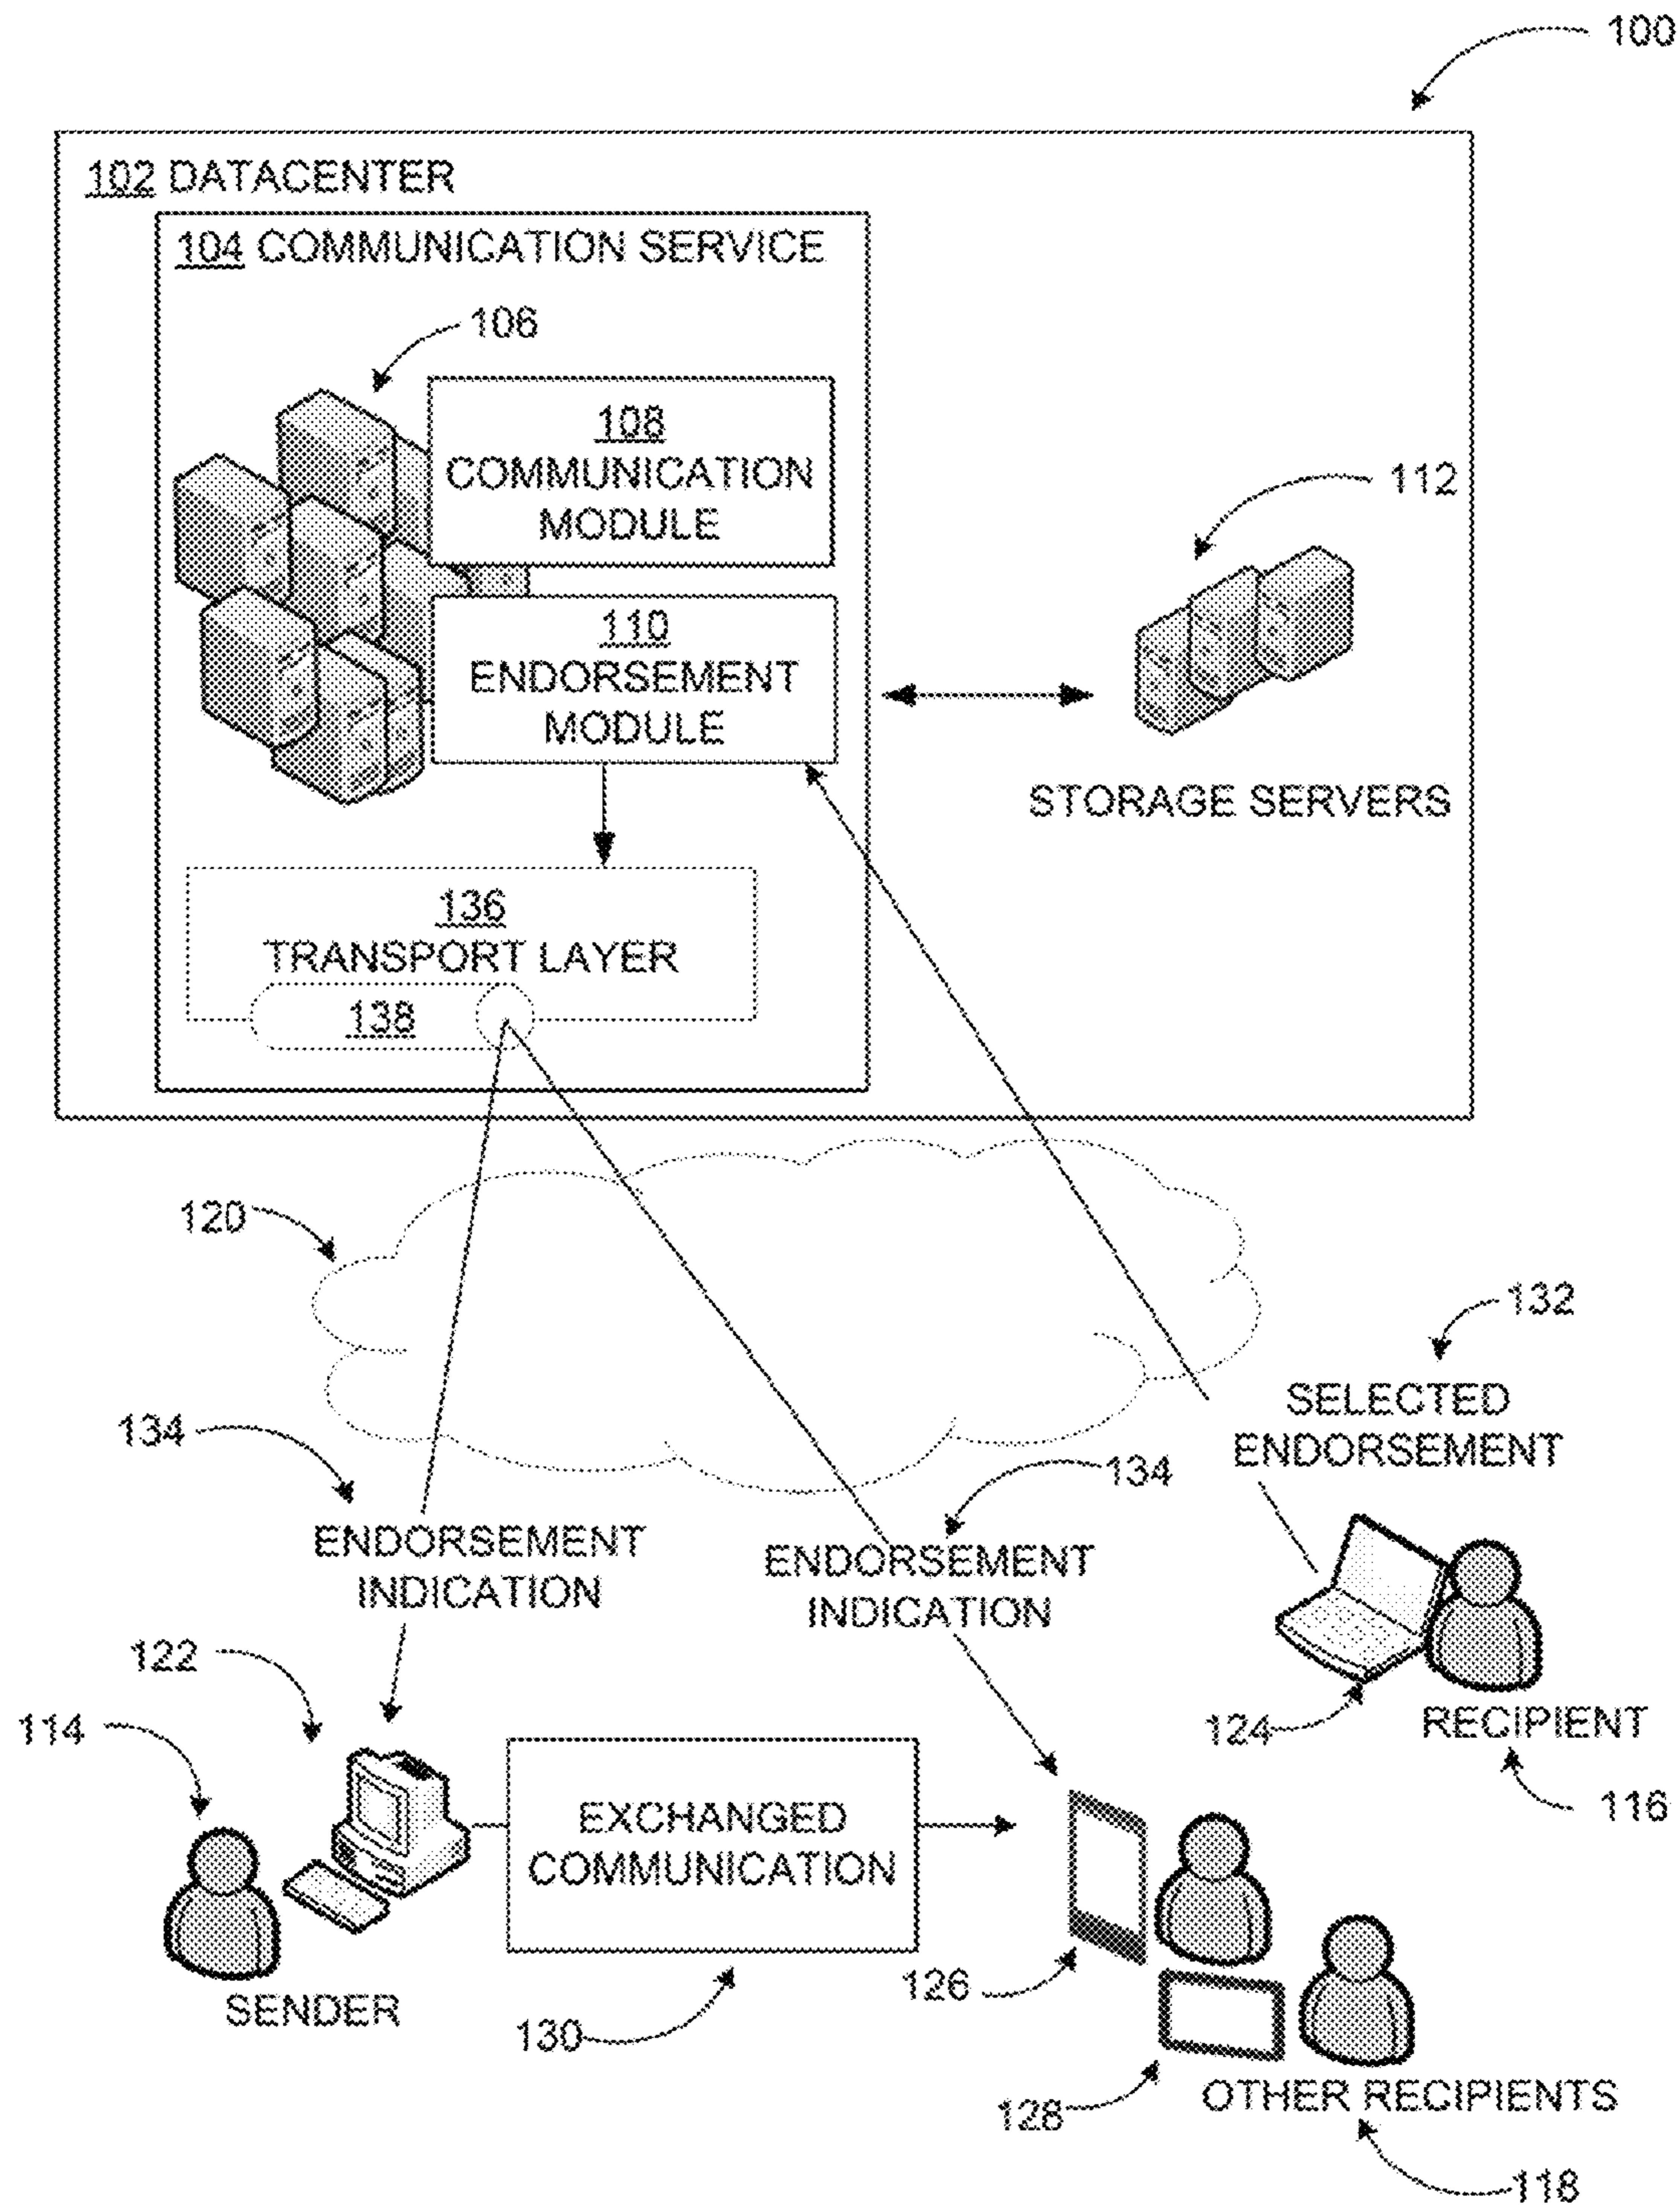 100
102 DATACENTER
104 COMMUNICATION SERVICE
106
108
COMMUNICATION
MODULE
112
110
ENDORSEMENT
MODULE
STORAGE SERVERS
136
TRANSPORT LAYER
138
120
132
SELECTED
ENDORSEMENT
134
134
ENDORSEMENT
INDICATION
ENDORSEMENT
INDICATION
122
114
124
RECIPIENT
116
EXCHANGED
COMMUNICATION
SENDER
126
130
128
OTHER RECIPIENTS
118